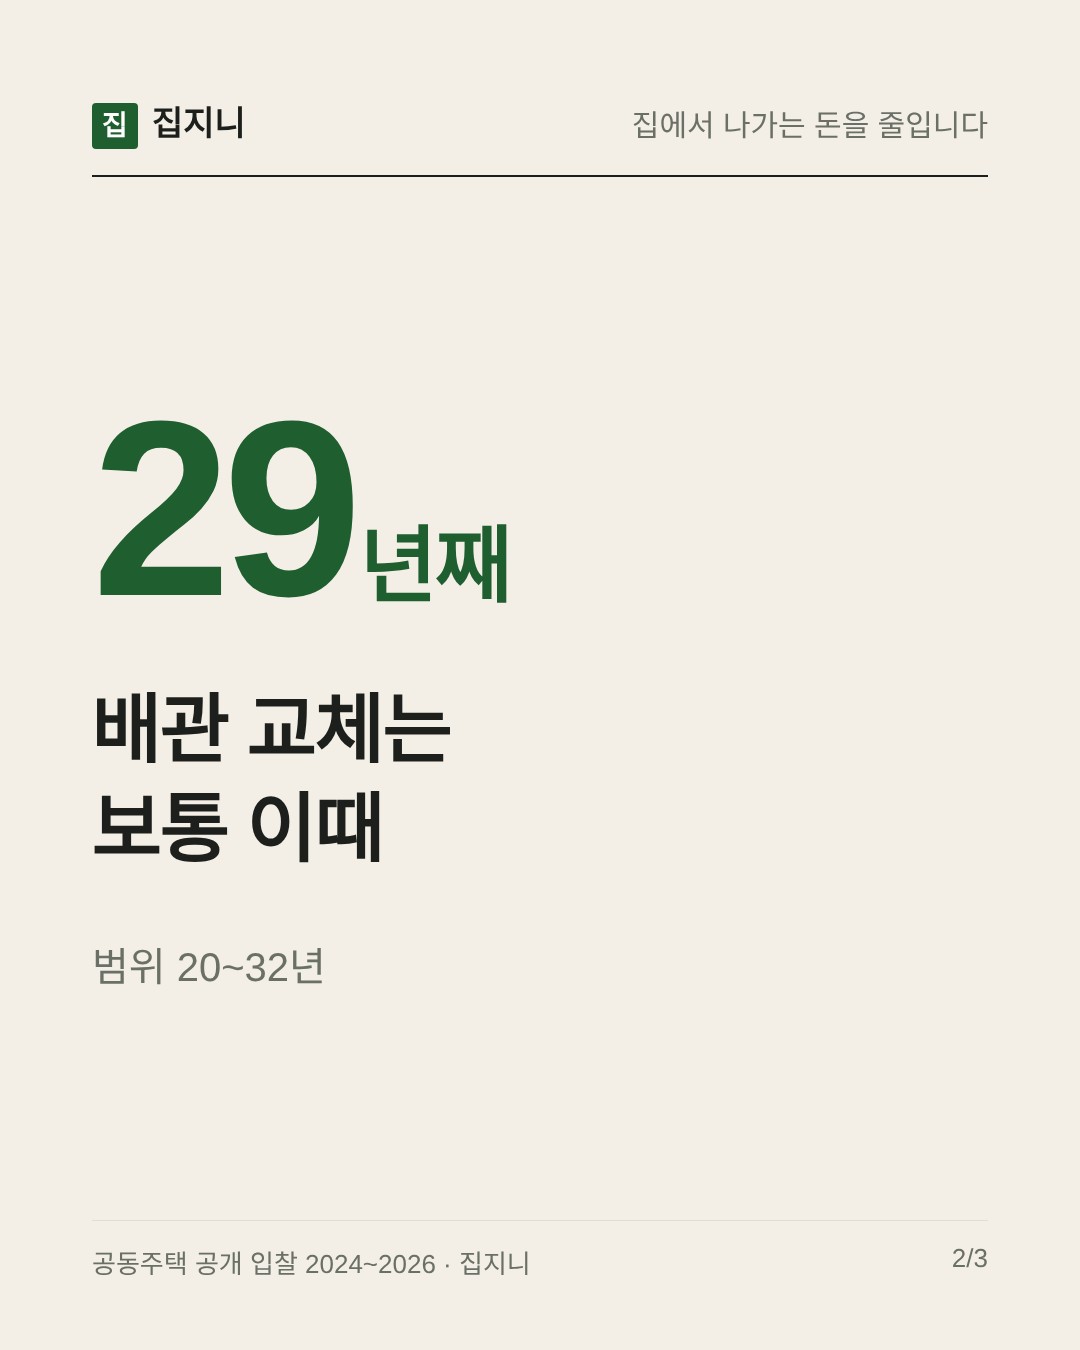 집 집지니
집에서 나가는 돈을 줄입니다
29년째
배관 교체는
보통 이때
범위 20~32년
공동주택 공개 입찰 2024~2026 · 집지니
2/3